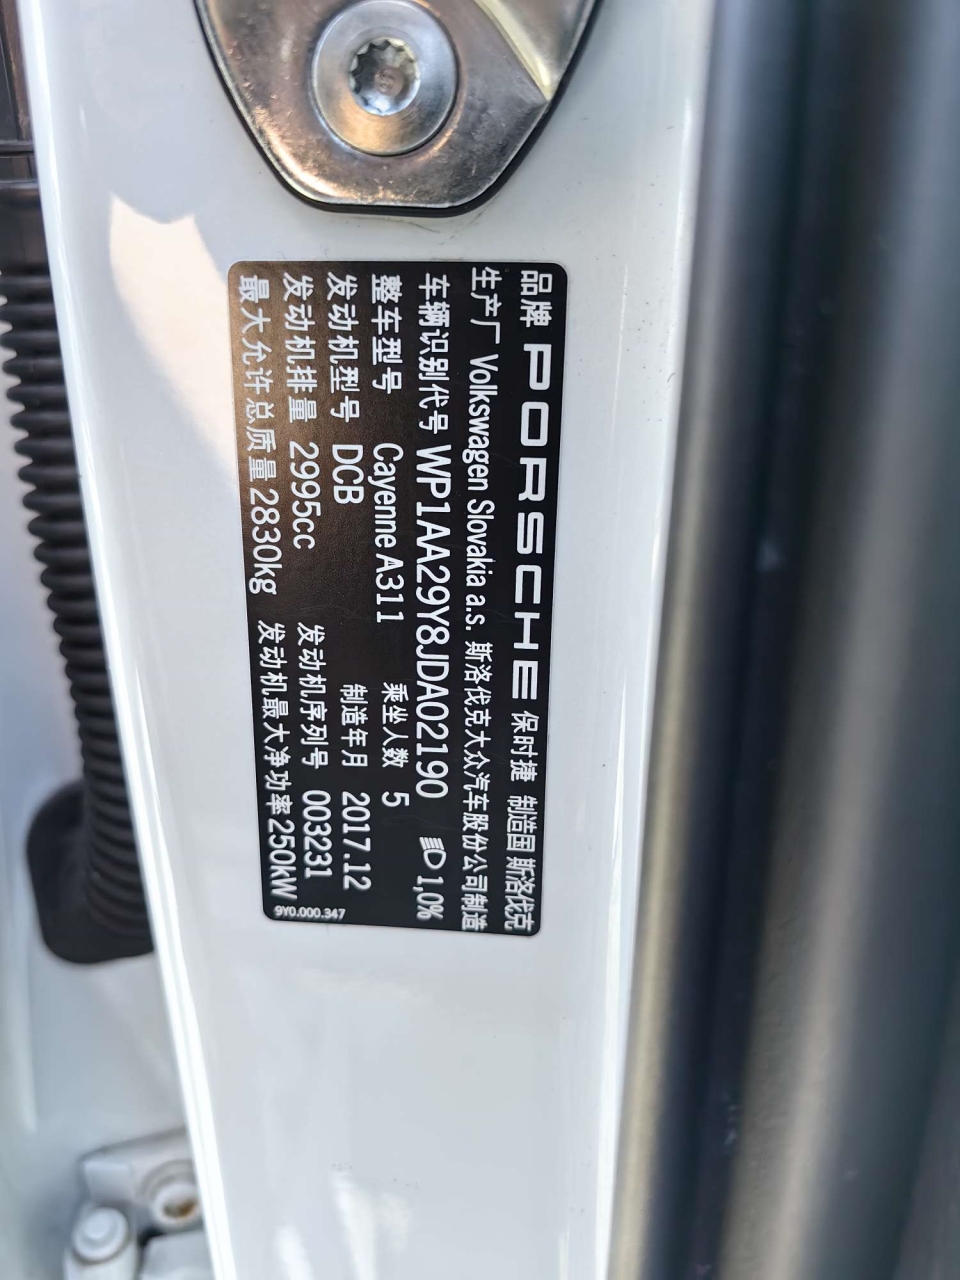 品牌 PORSCHE 保时捷 制造国 斯洛伐克
生产厂 Volkswagen Slovakia a.s. 斯洛伐克大众汽车股份公司制造
车辆识别代号 WP1AA29Y8JDA02190 1,0%
整车型号 Cayenne A311 乘坐人数 5
发动机型号 DCB 制造年月 2017.12
发动机排量 2995cc 发动机序列号 003231
最大允许总质量 2830kg 发动机最大净功率 250kW
9Y0.000.347